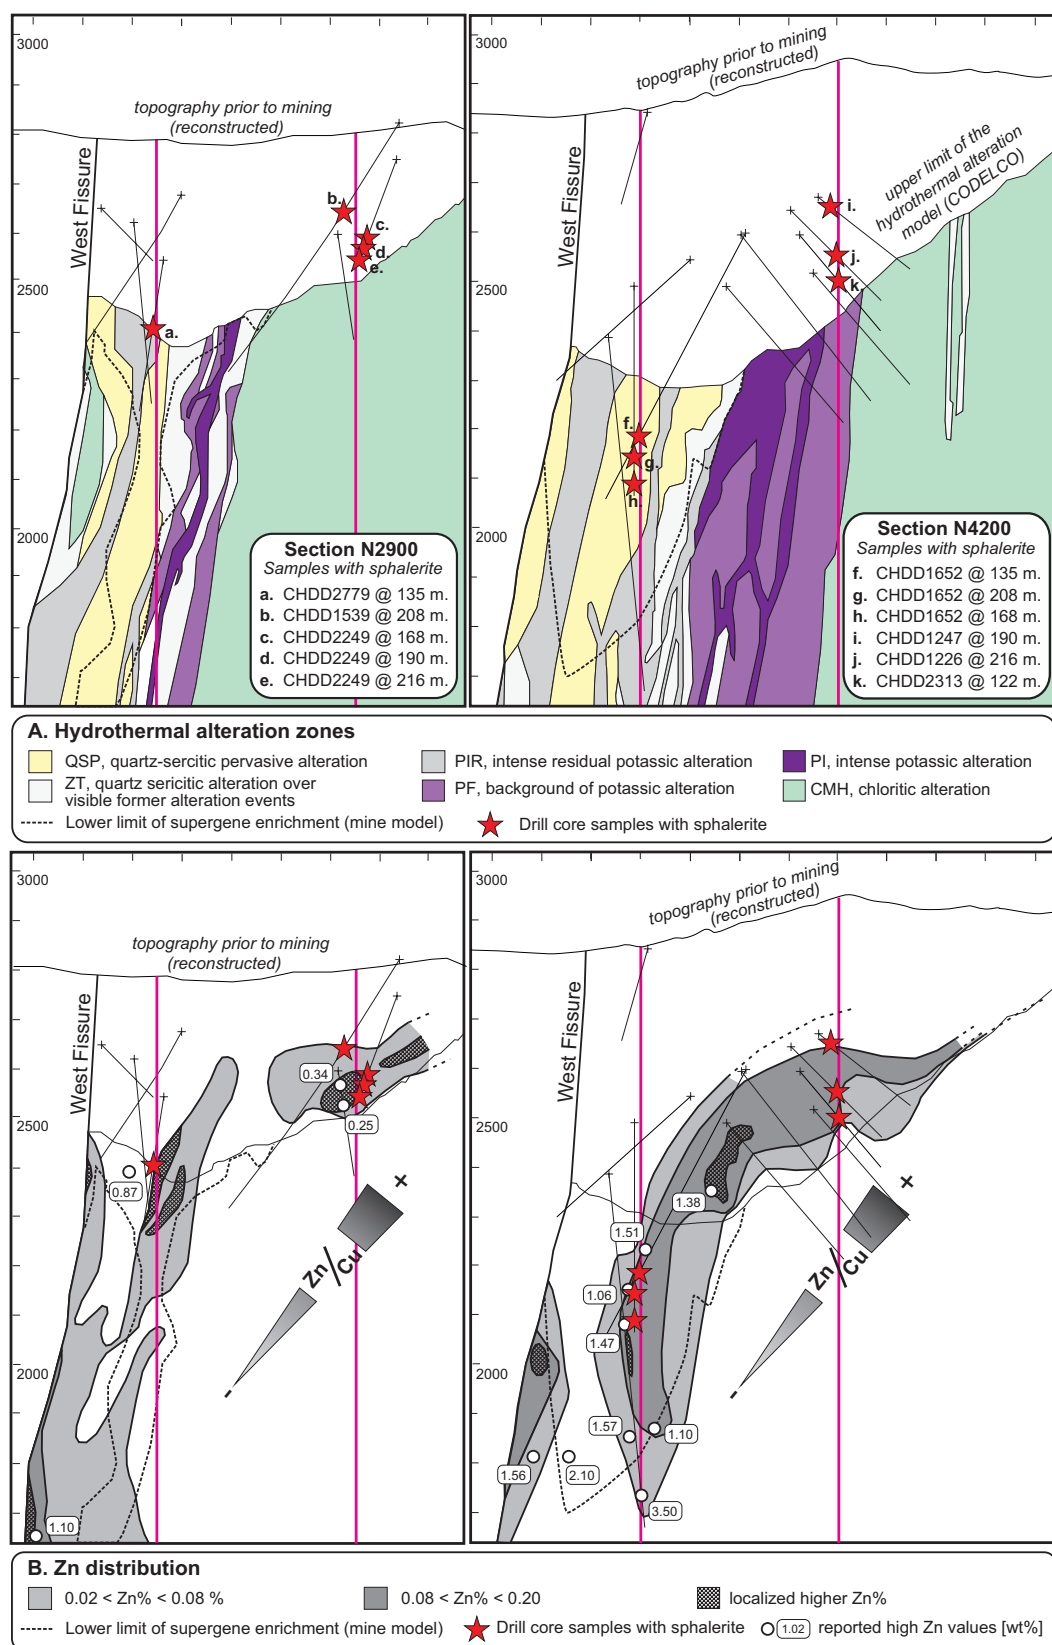 3000
topography prior to mining
(reconstructed)
West Fissure
b.
c.
d.
e.
2500
a.
2000
Section N2900
Samples with sphalerite
a. CHDD2779 @ 135 m.
b. CHDD1539 @ 208 m.
c. CHDD2249 @ 168 m.
d. CHDD2249 @ 190 m.
e. CHDD2249 @ 216 m.
3000
topography prior to mining
(reconstructed)
West Fissure
upper limit of the
hydrothermal alteration
model (CODELCO)
i.
j.
k.
2500
f.
g.
h.
2000
Section N4200
Samples with sphalerite
f. CHDD1652 @ 135 m.
g. CHDD1652 @ 208 m.
h. CHDD1652 @ 168 m.
i. CHDD1247 @ 190 m.
j. CHDD1226 @ 216 m.
k. CHDD2313 @ 122 m.
A. Hydrothermal alteration zones
QSP, quartz-sercitic pervasive alteration
PIR, intense residual potassic alteration
PI, intense potassic alteration
ZT, quartz sericitic alteration over
visible former alteration events
PF, background of potassic alteration
CMH, chloritic alteration
Lower limit of supergene enrichment (mine model)
Drill core samples with sphalerite
3000
topography prior to mining
(reconstructed)
West Fissure
0.34
0.25
2500
0.87
+
Zn/Cu
-
2000
1.10
3000
topography prior to mining
(reconstructed)
West Fissure
2500
1.38
1.51
+
Zn/Cu
-
1.06
1.47
2000
1.57
1.10
1.56
2.10
3.50
B. Zn distribution
0.02 < Zn% < 0.08 %
0.08 < Zn% < 0.20
localized higher Zn%
Lower limit of supergene enrichment (mine model)
Drill core samples with sphalerite
1.02
reported high Zn values [wt%]